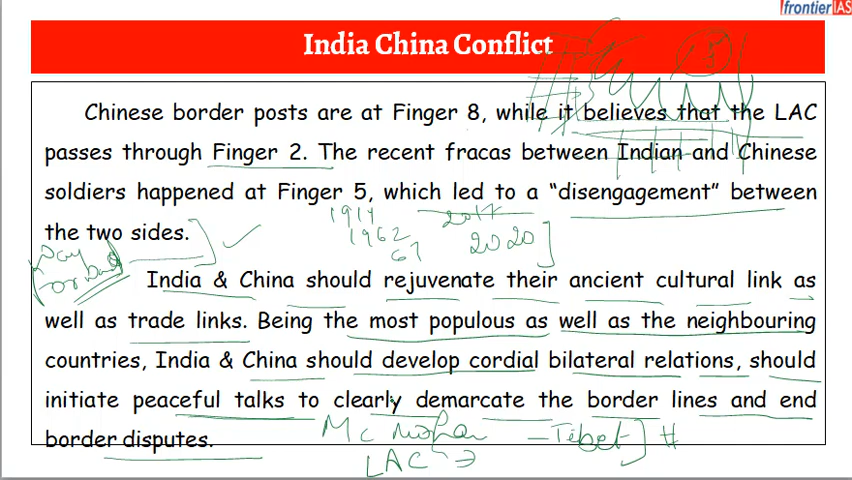 frontierIAS
India China Conflict
Chinese border posts are at Finger 8, while it believes that the LAC
passes through Finger 2. The recent fracas between Indian and Chinese
soldiers happened at Finger 5, which led to a “disengagement” between
1914 2017
the two sides.
1962 2020
67
India & China should rejuvenate their ancient cultural link as
well as trade links. Being the most populous as well as the neighbouring
countries, India & China should develop cordial bilateral relations, should
initiate peaceful talks to clearly demarcate the border lines and end
border disputes.
Mc Mohan – Tibet] #
LAC →